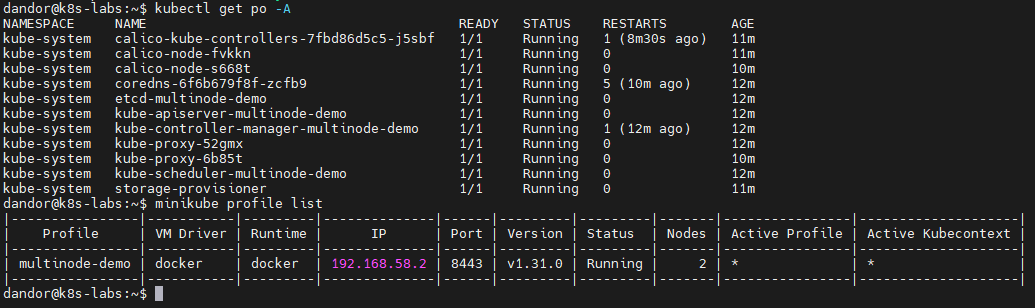 dandor@k8s-labs:~$ kubectl get po -A
NAMESPACE     NAME                                       READY   STATUS    RESTARTS        AGE
kube-system   calico-kube-controllers-7fbd86d5c5-j5sbf   1/1     Running   1 (8m30s ago)   11m
kube-system   calico-node-fvkkn                          1/1     Running   0               11m
kube-system   calico-node-s668t                          1/1     Running   0               10m
kube-system   coredns-6f6b679f8f-zcfb9                   1/1     Running   5 (10m ago)     12m
kube-system   etcd-multinode-demo                        1/1     Running   0               12m
kube-system   kube-apiserver-multinode-demo              1/1     Running   0               12m
kube-system   kube-controller-manager-multinode-demo     1/1     Running   1 (12m ago)     12m
kube-system   kube-proxy-52gmx                           1/1     Running   0               12m
kube-system   kube-proxy-6b85t                           1/1     Running   0               10m
kube-system   kube-scheduler-multinode-demo              1/1     Running   0               12m
kube-system   storage-provisioner                        1/1     Running   0               11m
dandor@k8s-labs:~$ minikube profile list
|----------------|-----------|---------|--------------|------|---------|---------|-------|----------------|--------------------|
|    Profile     | VM Driver | Runtime |      IP      | Port | Version | Status  | Nodes | Active Profile | Active Kubecontext |
|----------------|-----------|---------|--------------|------|---------|---------|-------|----------------|--------------------|
| multinode-demo | docker    | docker  | 192.168.58.2 | 8443 | v1.31.0 | Running |     2 | *              | *                  |
|----------------|-----------|---------|--------------|------|---------|---------|-------|----------------|--------------------|
dandor@k8s-labs:~$